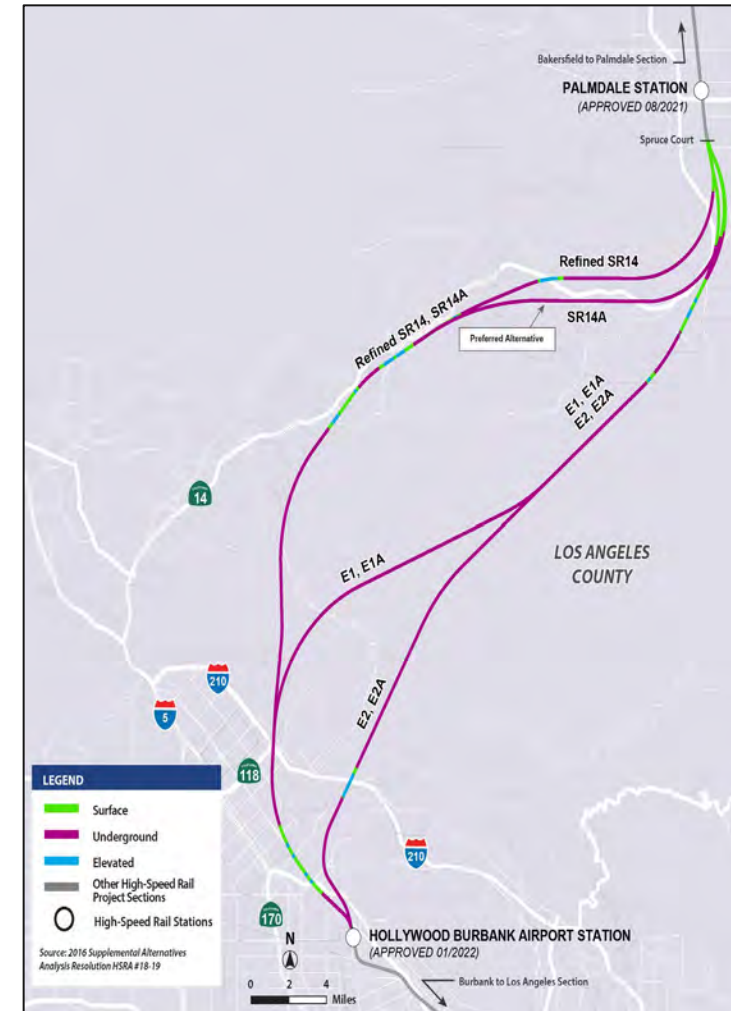 Bakersfield to Palmdale Section
PALMDALE STATION
(APPROVED 08/2021)
Spruce Court
Refined SR14
Refined SR14, SR14A
SR14A
Preferred Alternative
E1, E1A
E2, E2A
14
LOS ANGELES
COUNTY
E1, E1A
E2, E2A
210
5
118
210
170
LEGEND
Surface
Underground
Elevated
Other High-Speed Rail
Project Sections
High-Speed Rail Stations
Source: 2016 Supplemental Alternatives
Analysis Resolution HSRA #18-19
N
0 2 4
Miles
HOLLYWOOD BURBANK AIRPORT STATION
(APPROVED 01/2022)
Burbank to Los Angeles Section